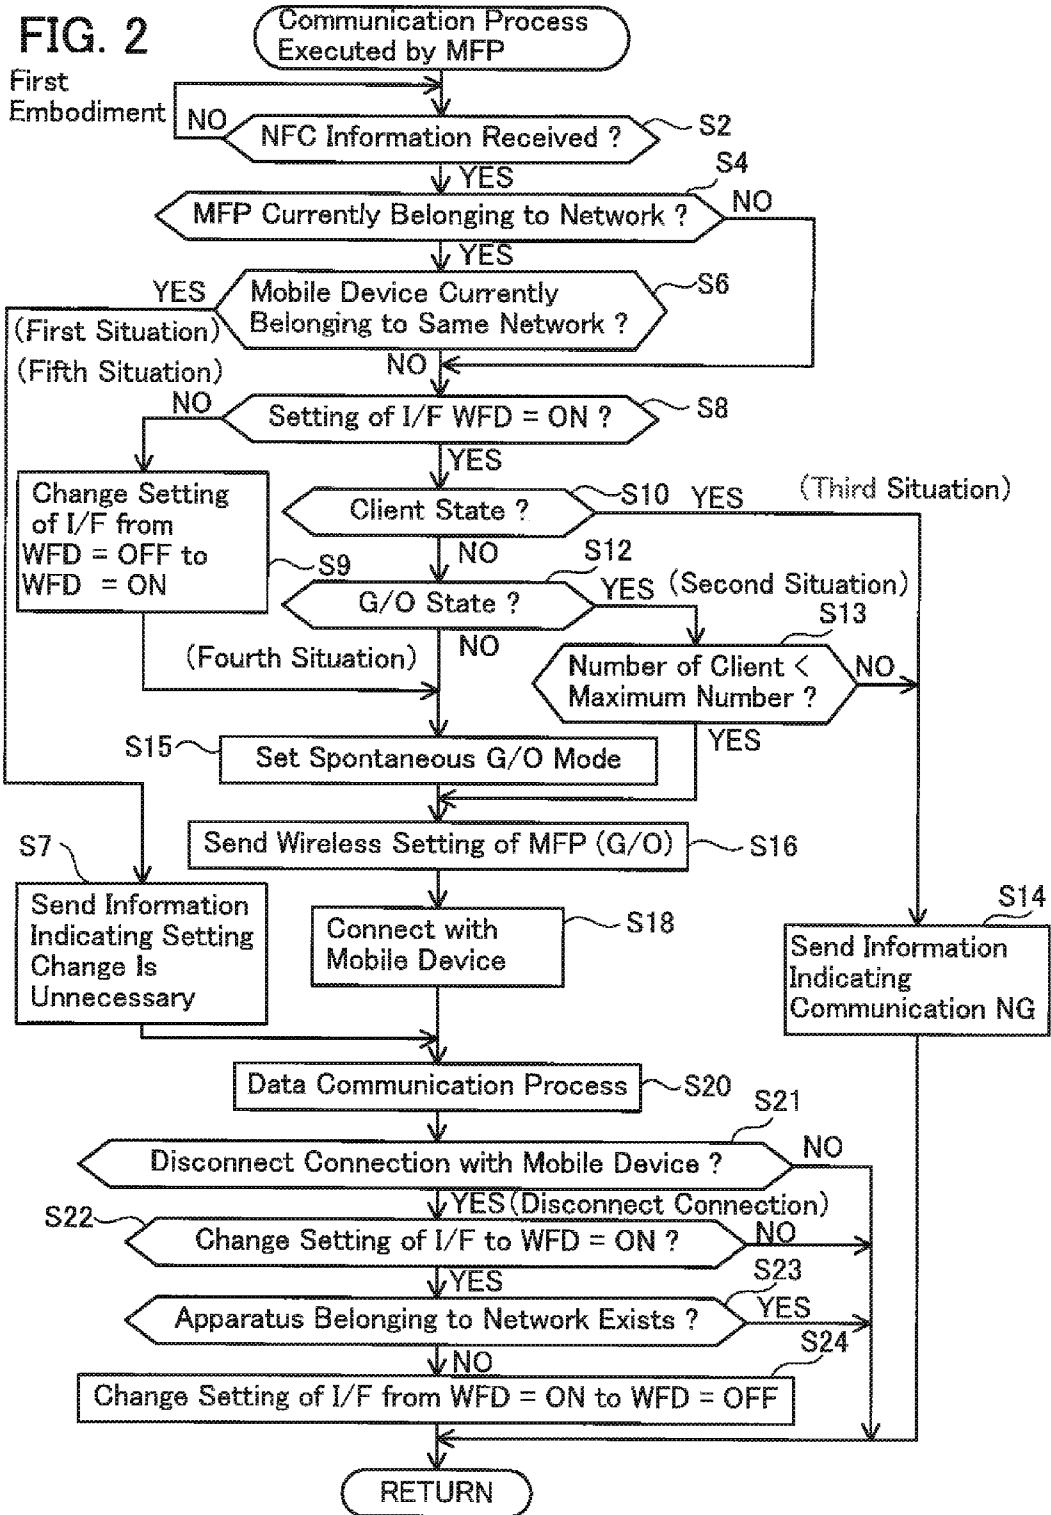 FIG. 2
First
Embodiment
Communication Process
Executed by MFP
NO
NFC Information Received ?
S2
YES
S4
MFP Currently Belonging to Network ?
NO
YES
YES
Mobile Device Currently
Belonging to Same Network ?
S6
(First Situation)
NO
(Fifth Situation)
NO
Setting of I/F WFD = ON ?
S8
YES
Change Setting
of I/F from
WFD = OFF to
WFD = ON
S9
Client State ?
S10
YES
(Third Situation)
NO
S12
G/O State ?
YES
(Second Situation)
NO
S13
(Fourth Situation)
Number of Client <
Maximum Number ?
NO
YES
S15
Set Spontaneous G/O Mode
Send Wireless Setting of MFP (G/O)
S16
S7
Send Information
Indicating Setting
Change Is
Unnecessary
Connect with
Mobile Device
S18
S14
Send Information
Indicating
Communication NG
Data Communication Process
S20
S21
Disconnect Connection with Mobile Device ?
NO
YES (Disconnect Connection)
S22
Change Setting of I/F to WFD = ON ?
NO
YES
S23
Apparatus Belonging to Network Exists ?
YES
NO
S24
Change Setting of I/F from WFD = ON to WFD = OFF
RETURN